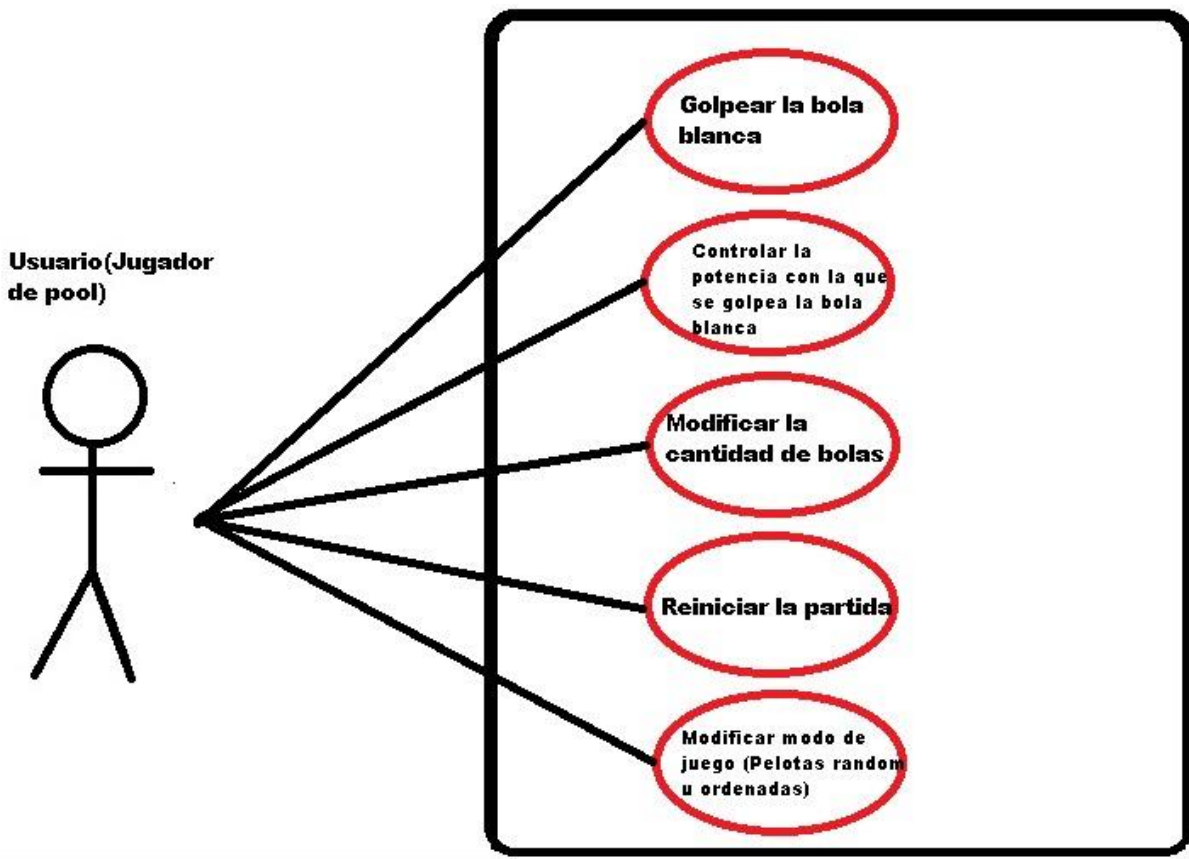 Golpear la bola
blanca
Usuario(Jugador
de pool)
Controlar la
potencia con la que
se golpea la bola
blanca
Modificar la
cantidad de bolas
Reiniciar la partida
Modificar modo de
juego (Pelotas random
u ordenadas)